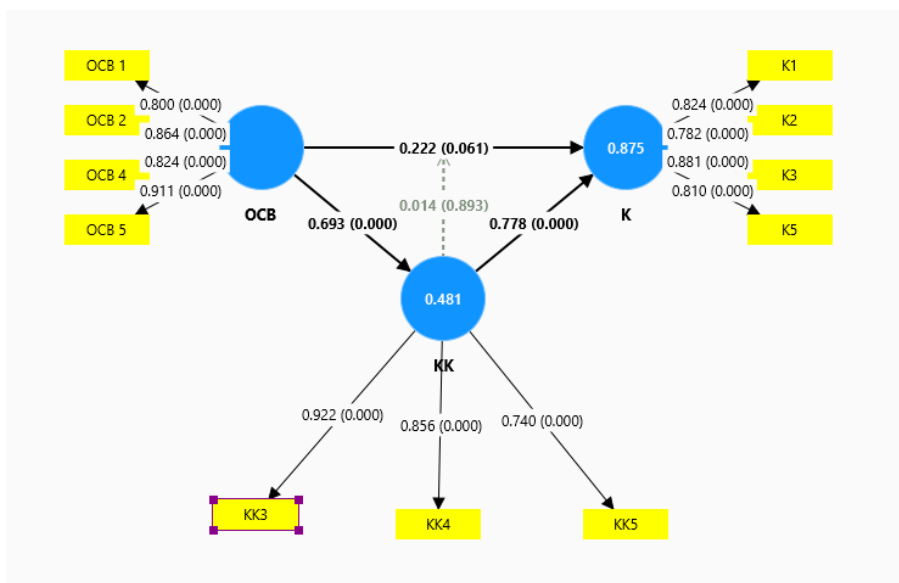 OCB 1
OCB 2
OCB 4
OCB 5
0.800 (0.000)
0.864 (0.000)
0.824 (0.000)
0.911 (0.000)
OCB
0.222 (0.061)
0.014 (0.893)
0.693 (0.000)
0.778 (0.000)
0.875
K
0.824 (0.000)
0.782 (0.000)
0.881 (0.000)
0.810 (0.000)
K1
K2
K3
K5
0.481
KK
0.922 (0.000)
0.856 (0.000)
0.740 (0.000)
KK3
KK4
KK5